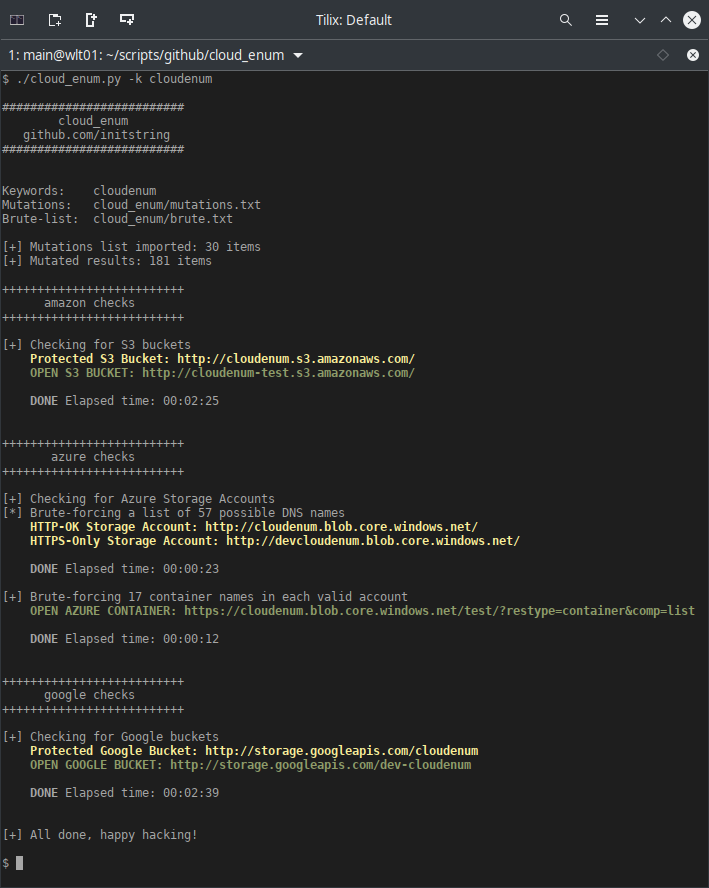 Tilix: Default
1: main@wlt01: ~/scripts/github/cloud_enum
$ ./cloud_enum.py -k cloudenum
##########################
cloud_enum
github.com/initstring
##########################
Keywords:    cloudenum
Mutations:   cloud_enum/mutations.txt
Brute-list:  cloud_enum/brute.txt
[+] Mutations list imported: 30 items
[+] Mutated results: 181 items
++++++++++++++++++++++++++
amazon checks
++++++++++++++++++++++++++
[+] Checking for S3 buckets
Protected S3 Bucket: http://cloudenum.s3.amazonaws.com/
OPEN S3 BUCKET: http://cloudenum-test.s3.amazonaws.com/
DONE Elapsed time: 00:02:25
++++++++++++++++++++++++++
azure checks
++++++++++++++++++++++++++
[+] Checking for Azure Storage Accounts
[*] Brute-forcing a list of 57 possible DNS names
HTTP-OK Storage Account: http://cloudenum.blob.core.windows.net/
HTTPS-Only Storage Account: http://devcloudenum.blob.core.windows.net/
DONE Elapsed time: 00:00:23
[+] Brute-forcing 17 container names in each valid account
OPEN AZURE CONTAINER: https://cloudenum.blob.core.windows.net/test/?restype=container&comp=list
DONE Elapsed time: 00:00:12
++++++++++++++++++++++++++
google checks
++++++++++++++++++++++++++
[+] Checking for Google buckets
Protected Google Bucket: http://storage.googleapis.com/cloudenum
OPEN GOOGLE BUCKET: http://storage.googleapis.com/dev-cloudenum
DONE Elapsed time: 00:02:39
[+] All done, happy hacking!
$